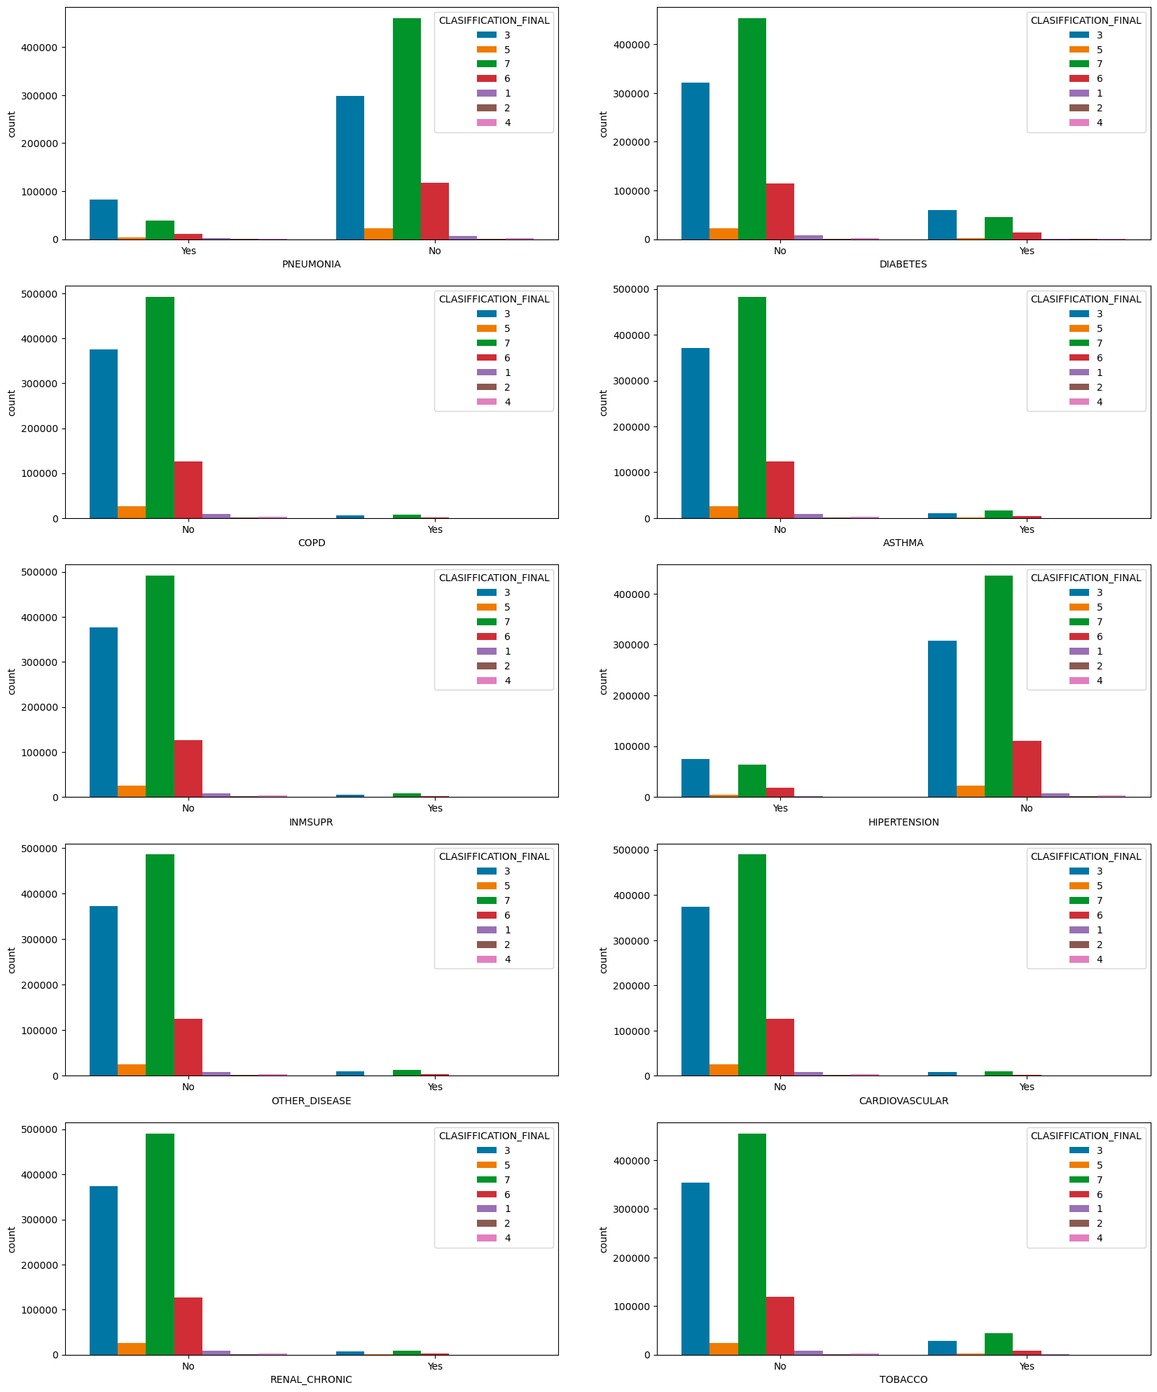 CLASIFFICATION_FINAL
3
5
7
6
1
2
4
400000
300000
200000
100000
0
count
Yes
No
PNEUMONIA
CLASIFFICATION_FINAL
3
5
7
6
1
2
4
400000
300000
200000
100000
0
count
No
Yes
DIABETES
CLASIFFICATION_FINAL
3
5
7
6
1
2
4
500000
400000
300000
200000
100000
0
count
No
Yes
COPD
CLASIFFICATION_FINAL
3
5
7
6
1
2
4
500000
400000
300000
200000
100000
0
count
No
Yes
ASTHMA
CLASIFFICATION_FINAL
3
5
7
6
1
2
4
500000
400000
300000
200000
100000
0
count
No
Yes
INMSUPR
CLASIFFICATION_FINAL
3
5
7
6
1
2
4
400000
300000
200000
100000
0
count
Yes
No
HIPERTENSION
CLASIFFICATION_FINAL
3
5
7
6
1
2
4
500000
400000
300000
200000
100000
0
count
No
Yes
OTHER_DISEASE
CLASIFFICATION_FINAL
3
5
7
6
1
2
4
500000
400000
300000
200000
100000
0
count
No
Yes
CARDIOVASCULAR
CLASIFFICATION_FINAL
3
5
7
6
1
2
4
500000
400000
300000
200000
100000
0
count
No
Yes
RENAL_CHRONIC
CLASIFFICATION_FINAL
3
5
7
6
1
2
4
400000
300000
200000
100000
0
count
No
Yes
TOBACCO